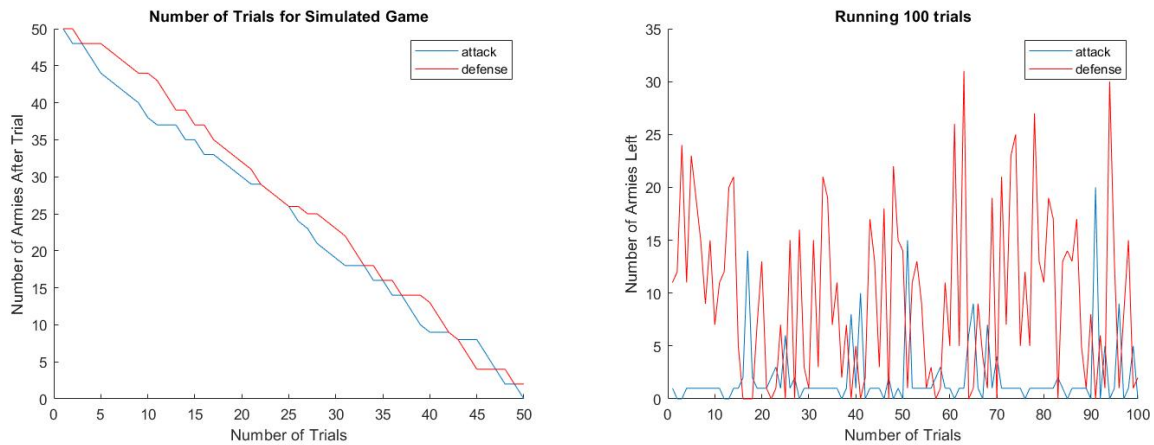 Number of Trials for Simulated Game
50
45
40
35
30
25
20
15
10
5
0
Number of Armies After Trial
0 5 10 15 20 25 30 35 40 45 50
Number of Trials
attack
defense
Running 100 trials
35
30
25
20
15
10
5
0
Number of Armies Left
0 10 20 30 40 50 60 70 80 90 100
Number of Trials
attack
defense